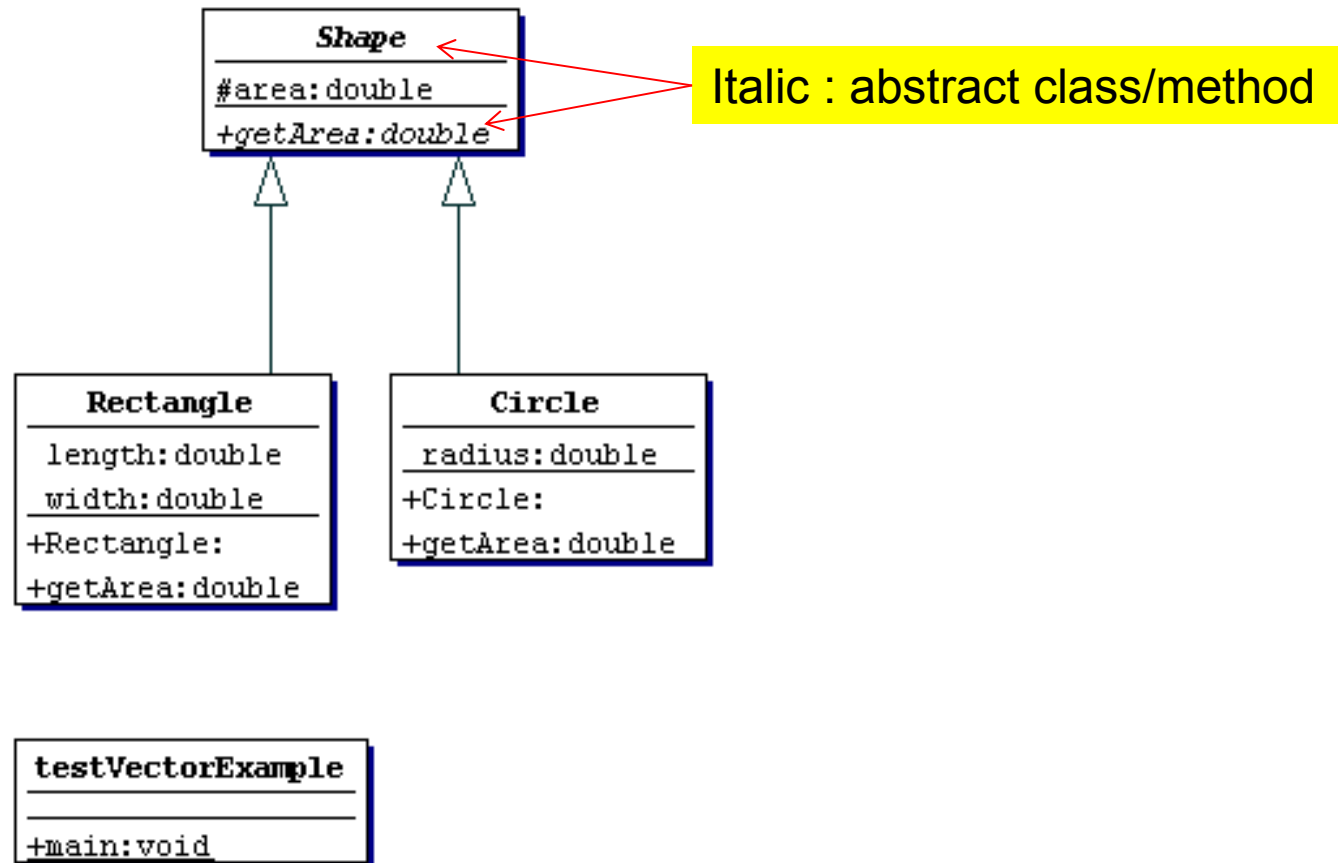 Shape
#area:double
+getArea:double
Italic : abstract class/method
Rectangle
length:double
width:double
+Rectangle:
+getArea:double
Circle
radius:double
+Circle:
+getArea:double
testVectorExample
+main:void